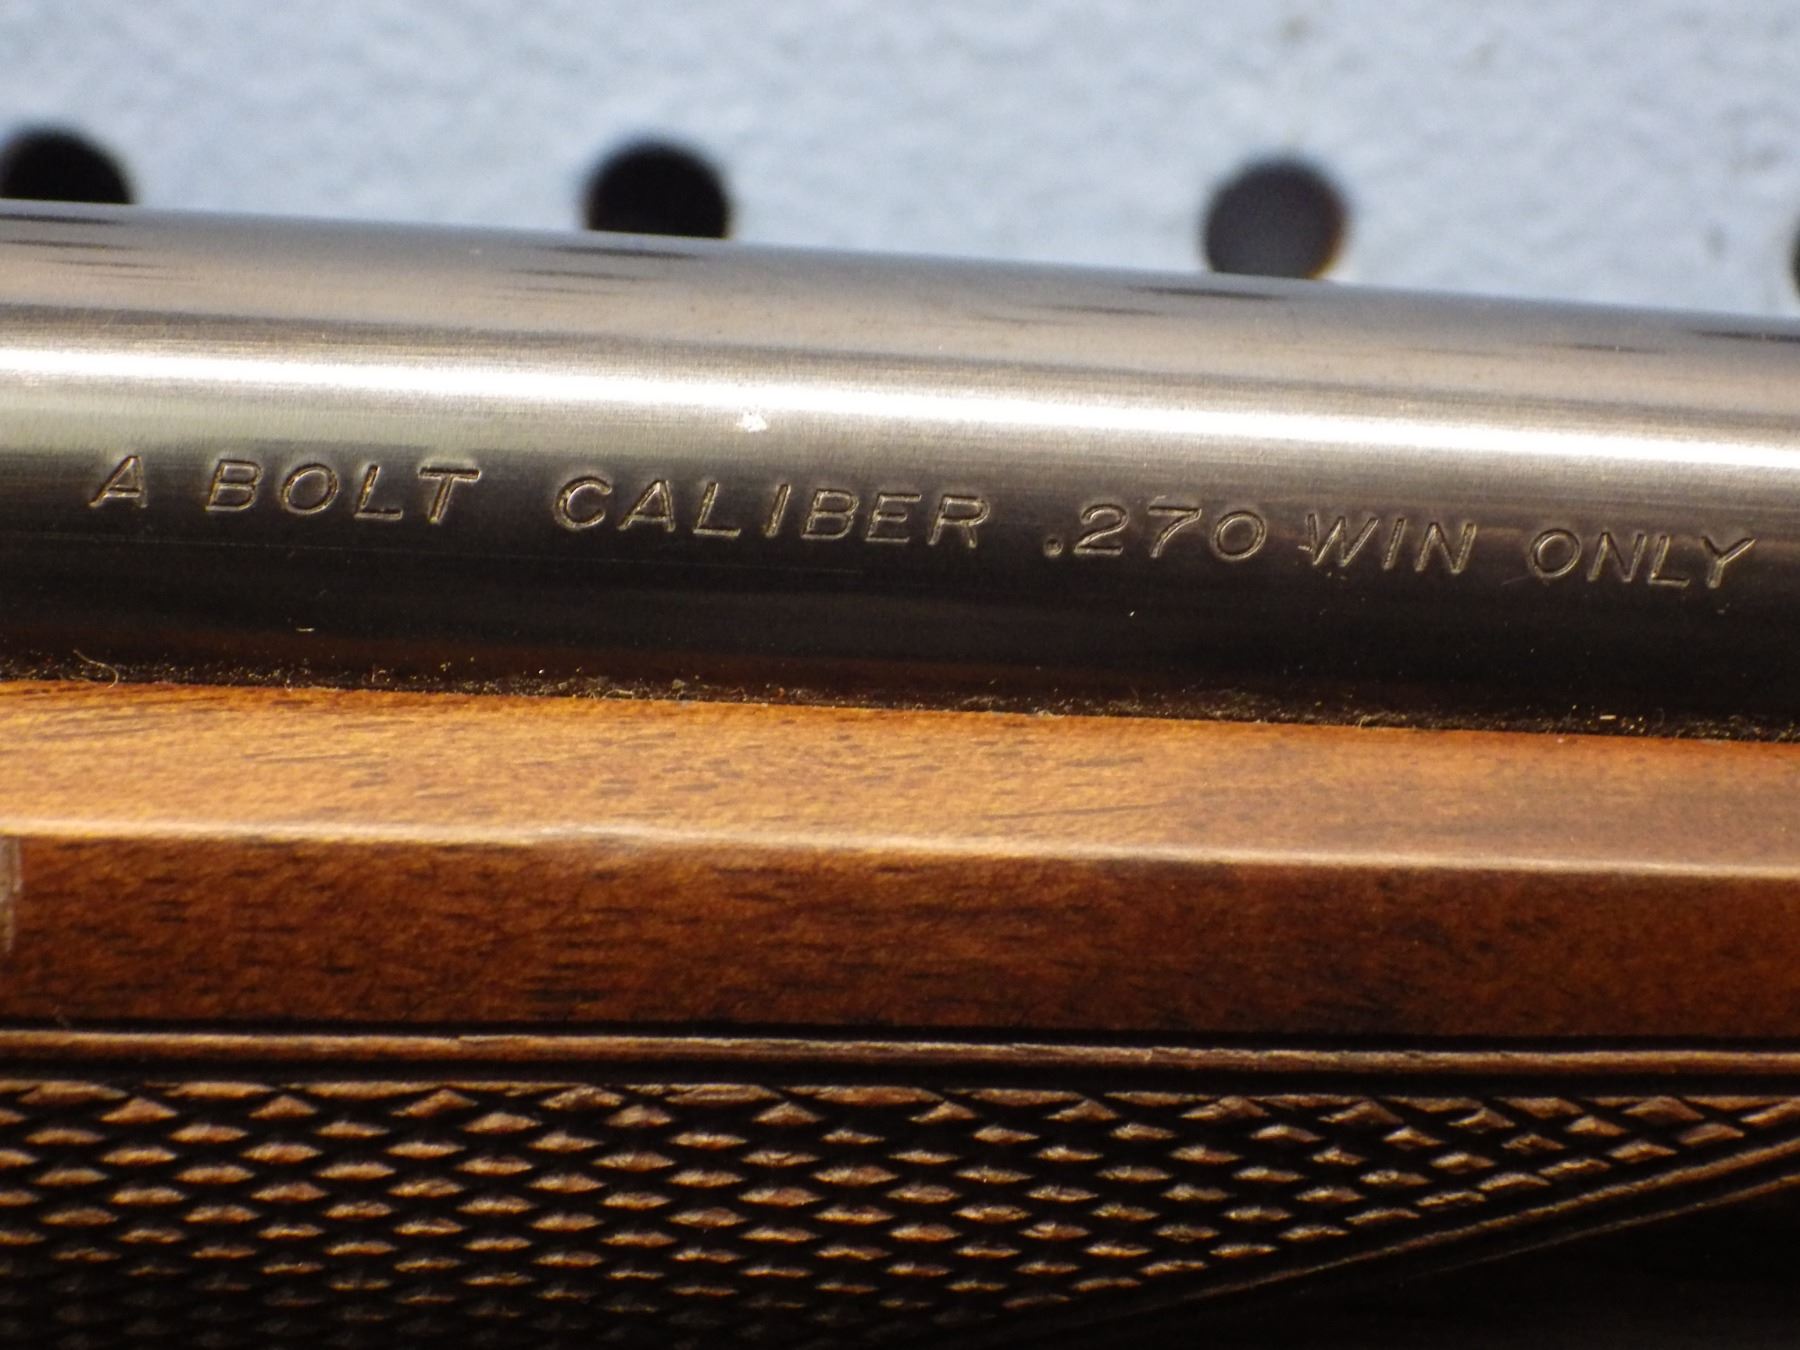 A BOLT CALIBER .270 WIN ONLY